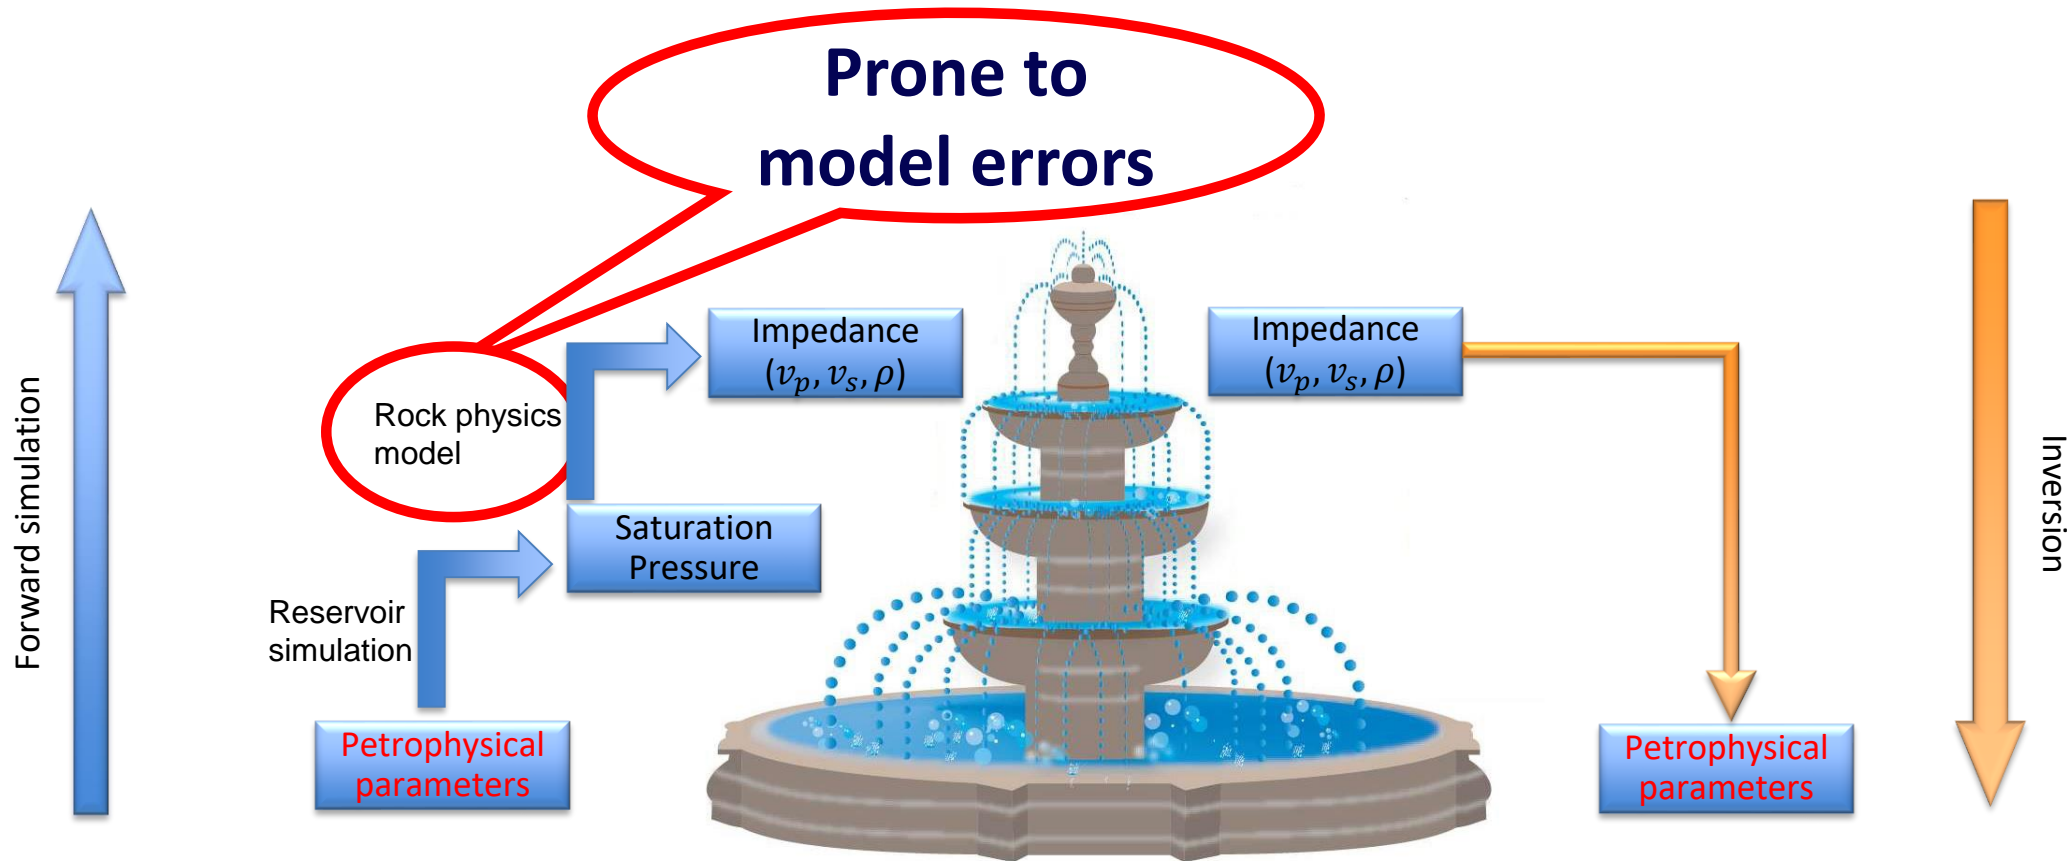 Prone to
model errors
Forward simulation
Impedance
(v_p, v_s, ρ)
Rock physics
model
Saturation
Pressure
Reservoir
simulation
Petrophysical
parameters
Impedance
(v_p, v_s, ρ)
Petrophysical
parameters
Inversion